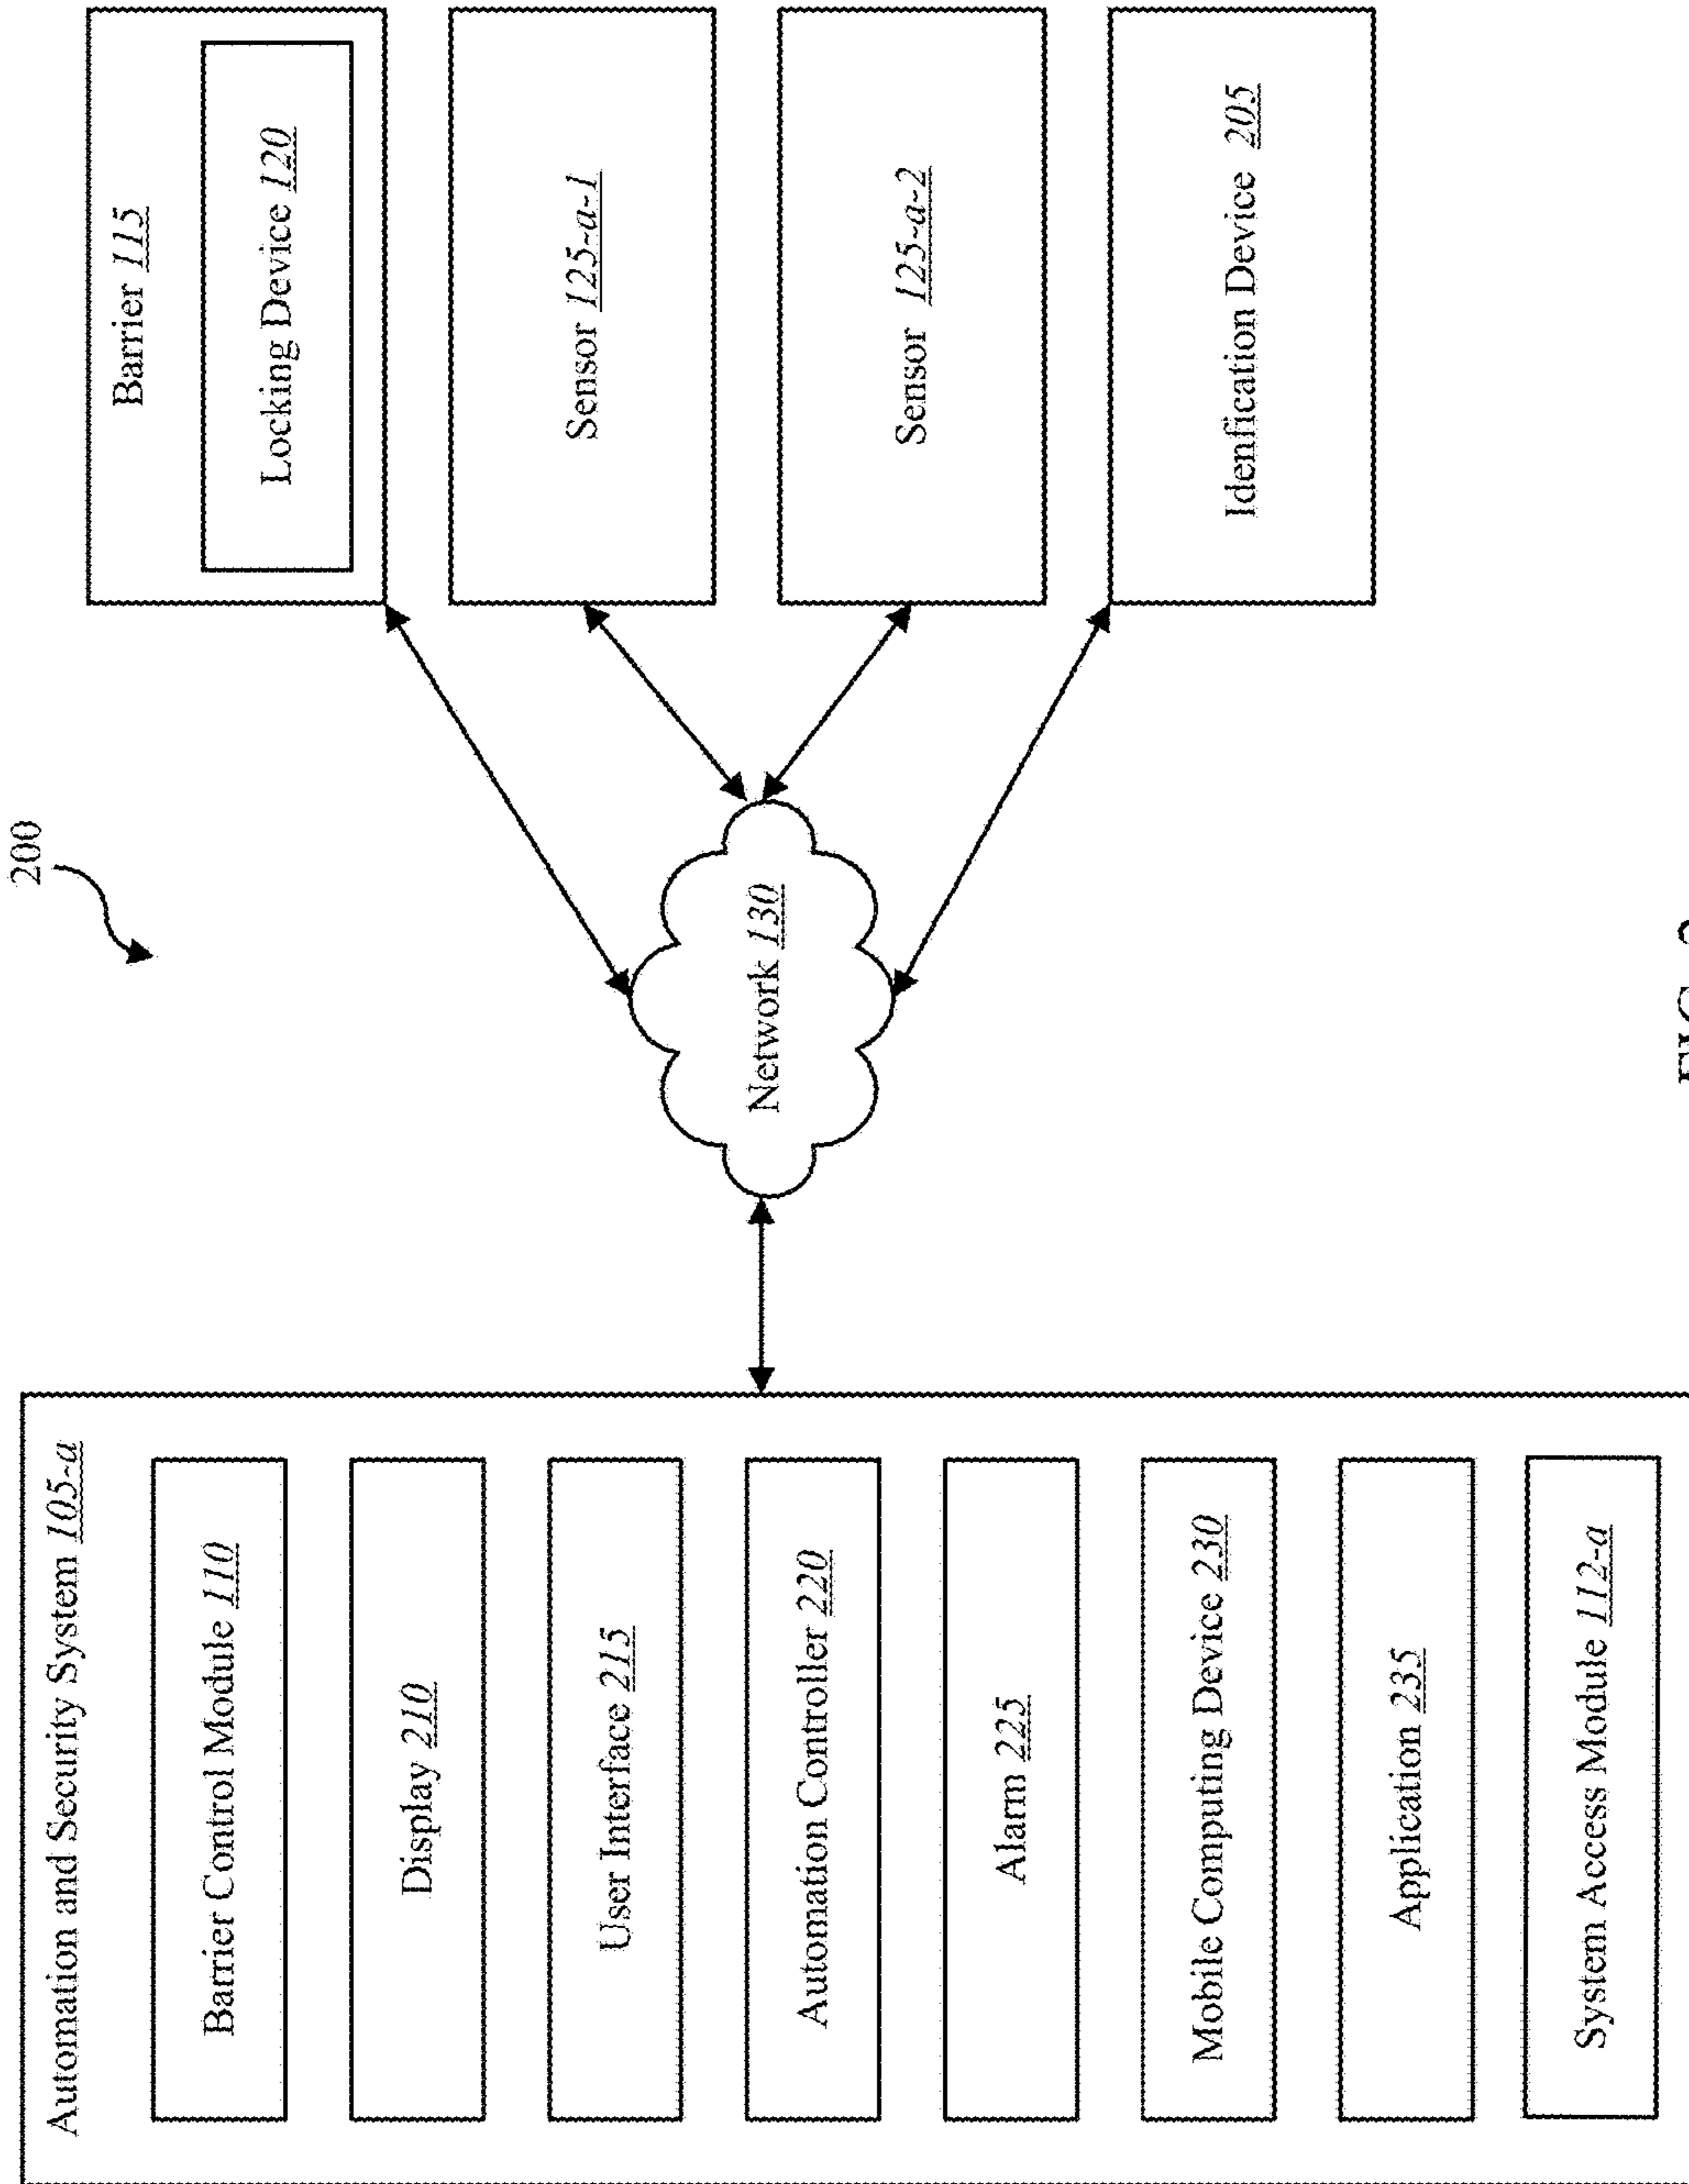 200
Automation and Security System 105-a
Barrier Control Module 110
Display 210
User Interface 215
Automation Controller 220
Alarm 225
Mobile Computing Device 230
Application 235
System Access Module 112-a
Network 130
Barrier 115
Locking Device 120
Sensor 125-a-1
Sensor 125-a-2
Idenfication Device 205